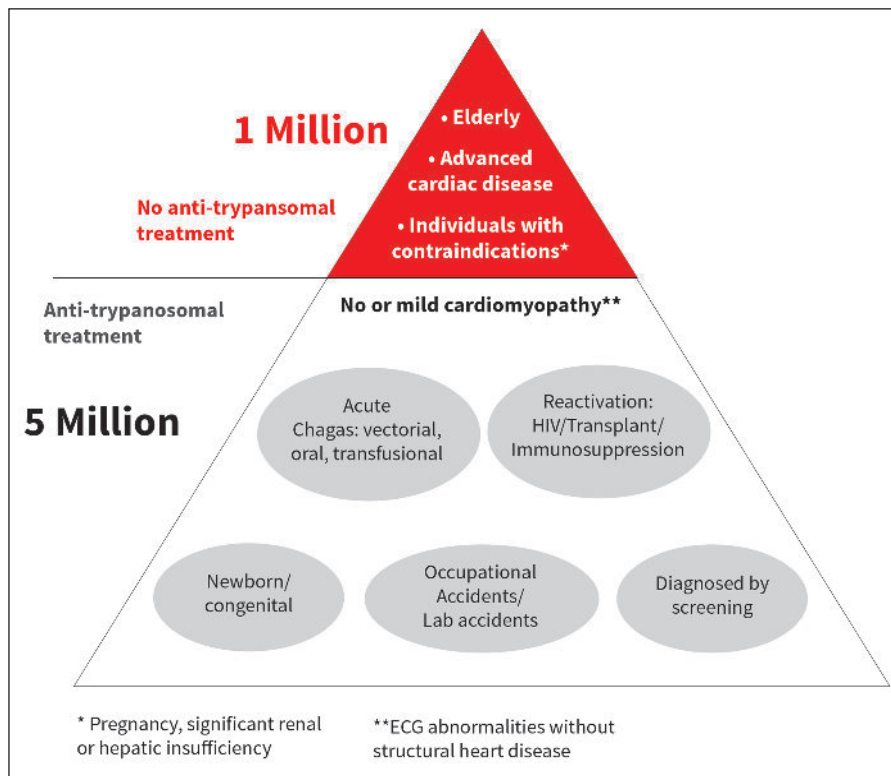 1 Million
No anti-trypansomal
treatment
• Elderly
• Advanced
cardiac disease
• Individuals with
contraindications*
Anti-trypanosomal
treatment
5 Million
No or mild cardiomyopathy**
Acute
Chagas: vectorial,
oral, transfusional
Reactivation:
HIV/Transplant/
Immunosuppression
Newborn/
congenital
Occupational
Accidents/
Lab accidents
Diagnosed by
screening
* Pregnancy, significant renal
or hepatic insufficiency
**ECG abnormalities without
structural heart disease